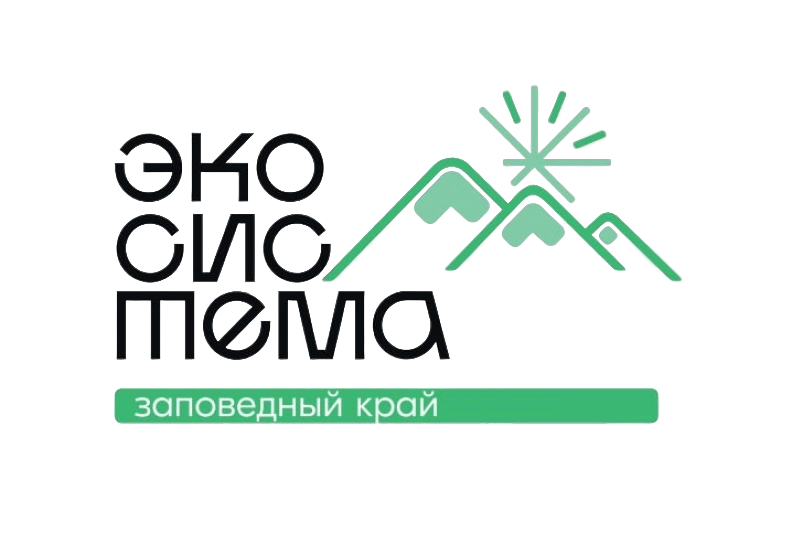 эко
сис
тема
заповедный край